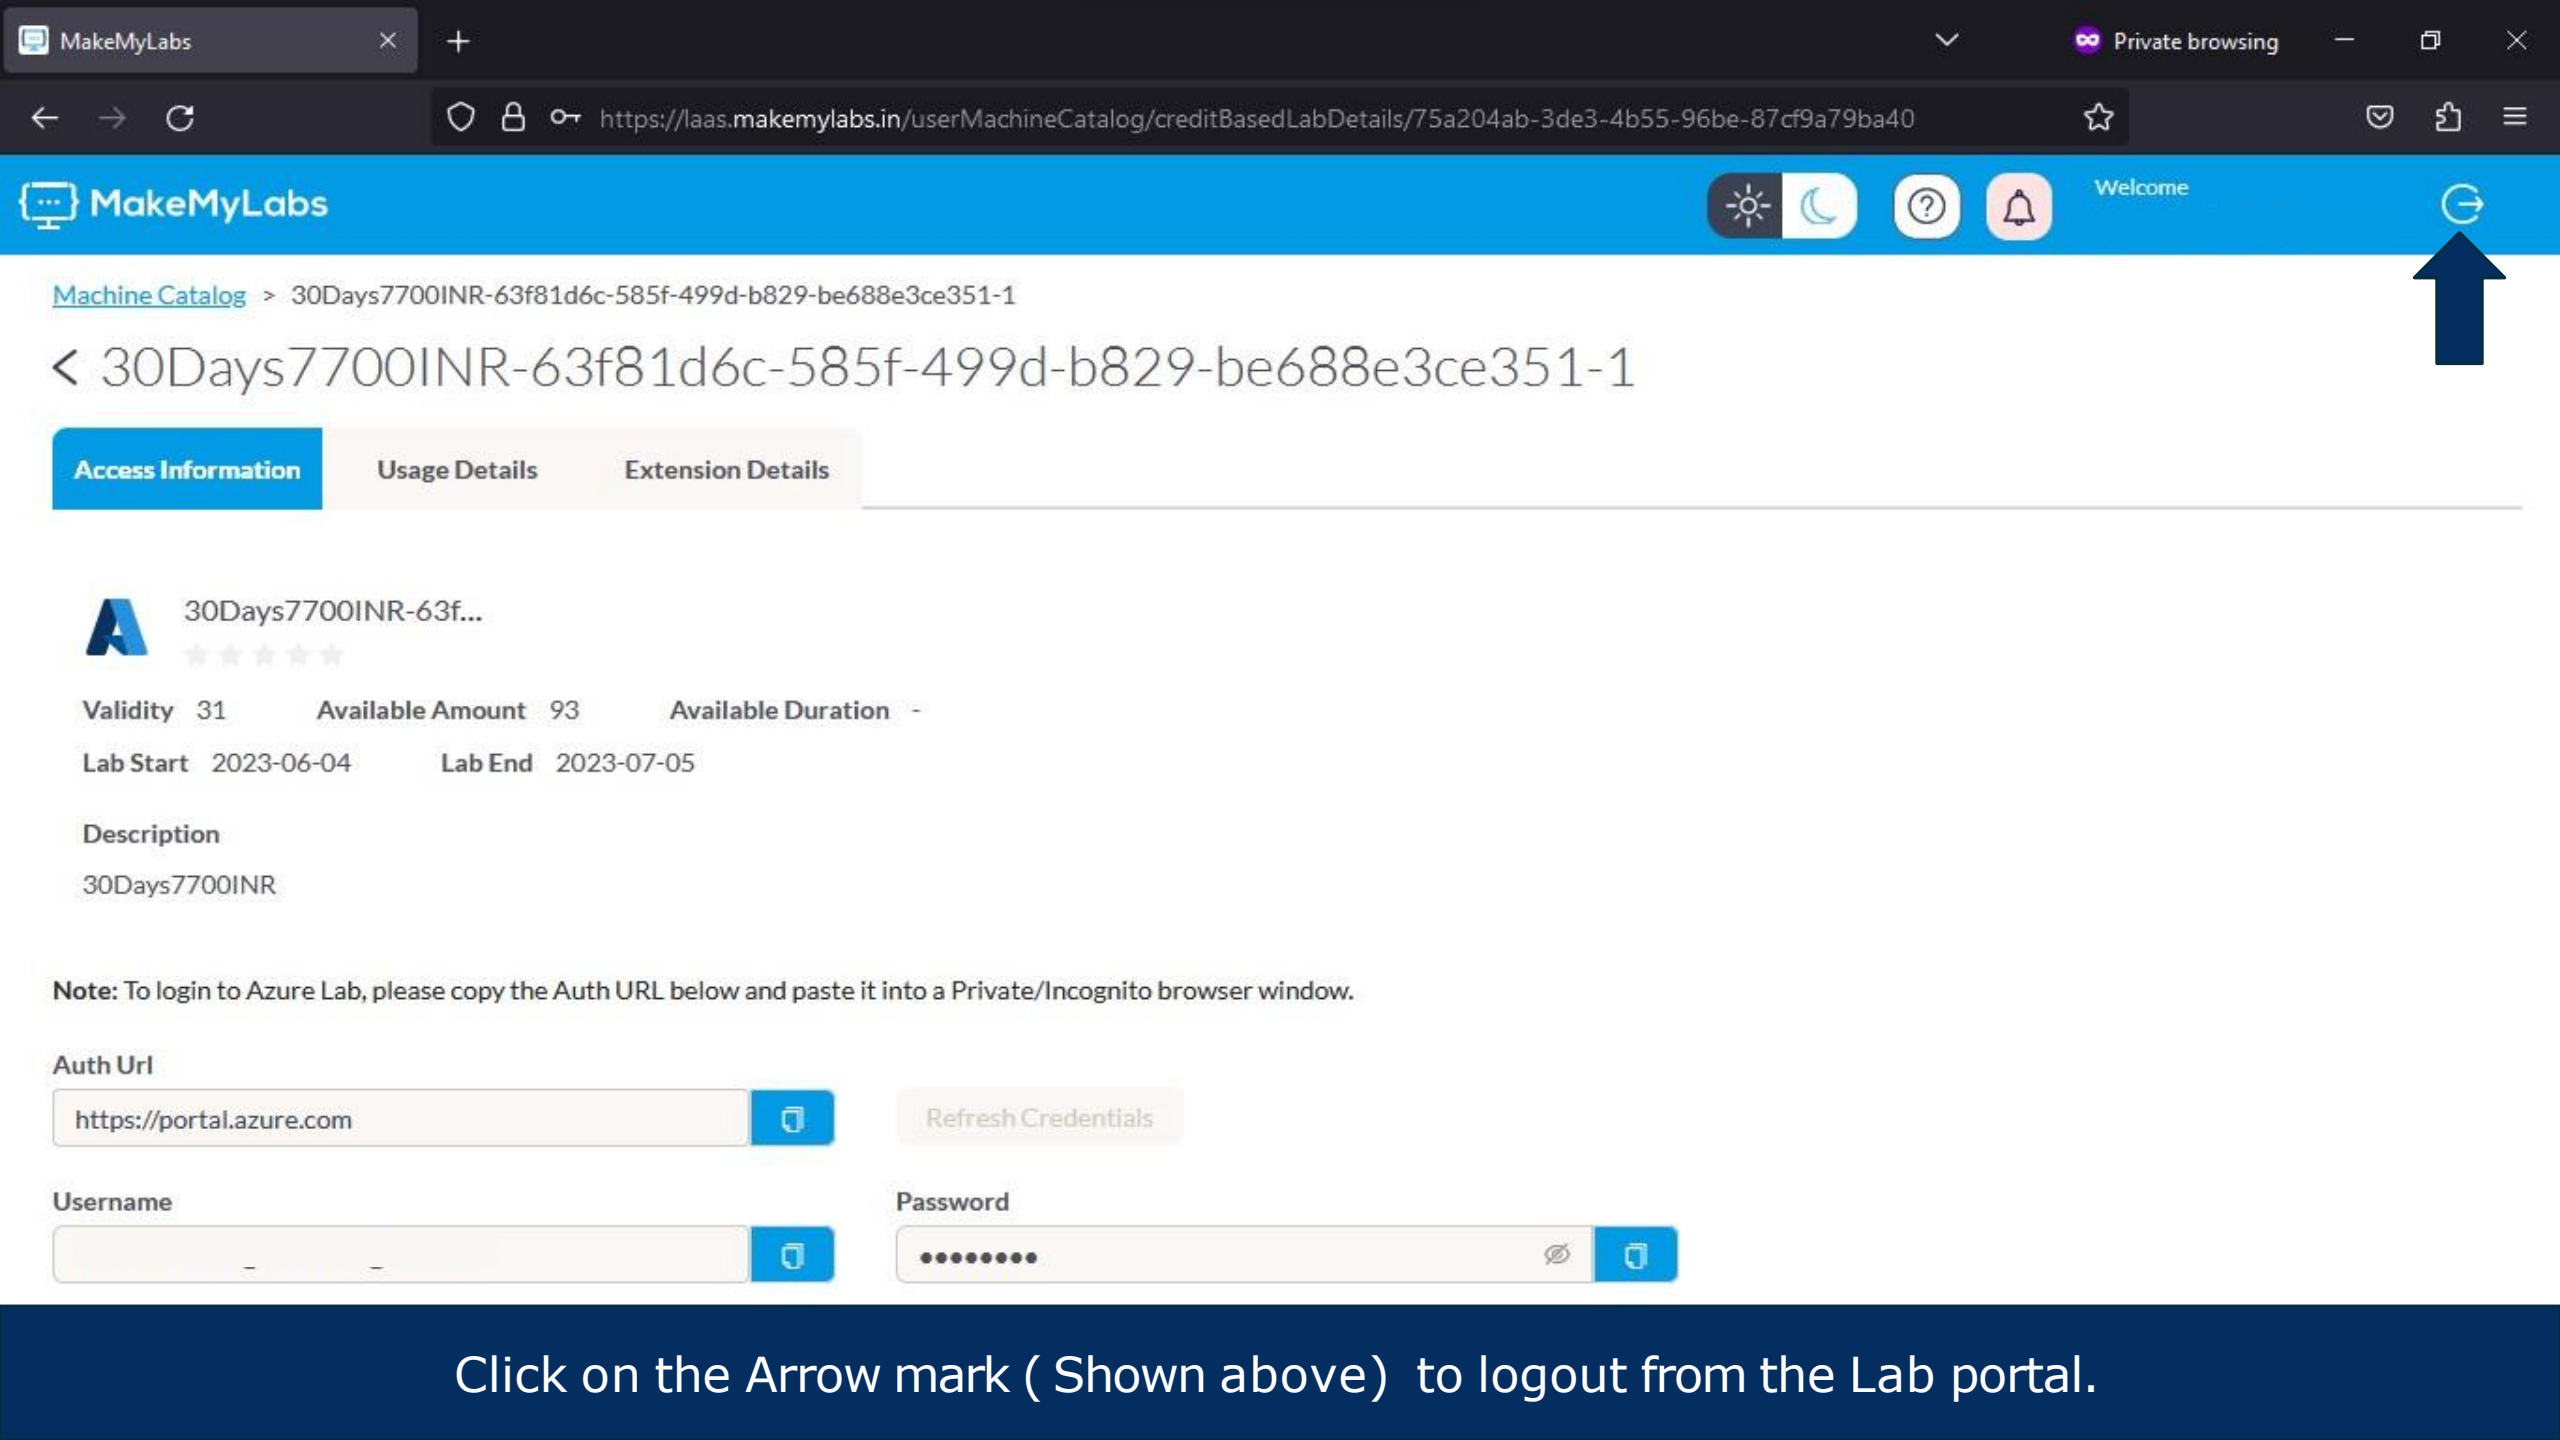 MakeMyLabs
Private browsing
https://laas.makemylabs.in/userMachineCatalog/creditBasedLabDetails/75a204ab-3de3-4b55-96be-87cf9a79ba40
MakeMyLabs
Welcome
Machine Catalog > 30Days7700INR-63f81d6c-585f-499d-b829-be688e3ce351-1
< 30Days7700INR-63f81d6c-585f-499d-b829-be688e3ce351-1
Access Information Usage Details Extension Details
30Days7700INR-63f...
Validity 31 Available Amount 93 Available Duration -
Lab Start 2023-06-04 Lab End 2023-07-05
Description
30Days7700INR
Note: To login to Azure Lab, please copy the Auth URL below and paste it into a Private/Incognito browser window.
Auth Url
https://portal.azure.com
Refresh Credentials
Username Password
••••••••
Click on the Arrow mark ( Shown above) to logout from the Lab portal.